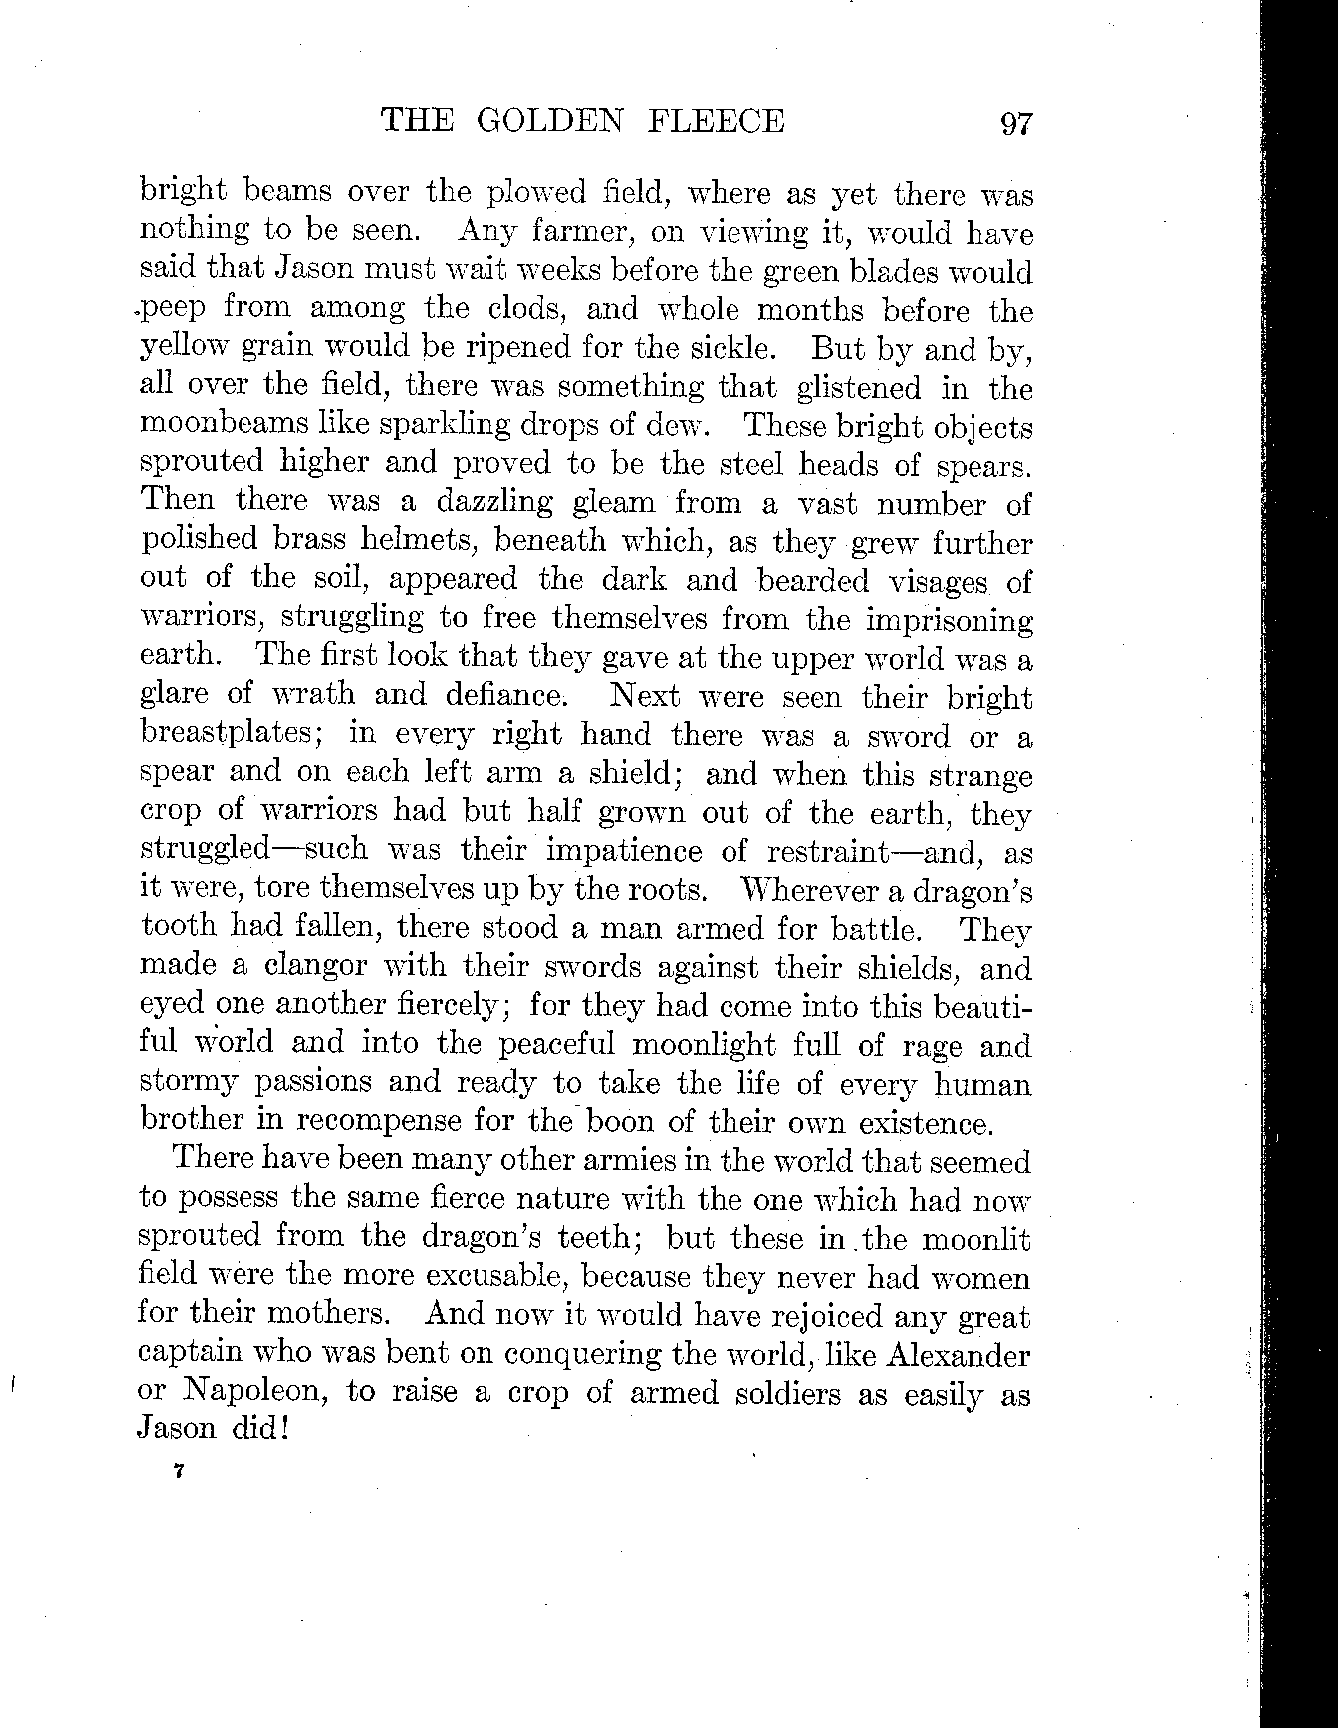 THE GOLDEN FLEECE 97
bright beams over the plowed field, where as yet there was
nothing to be seen. Any farmer, on viewing it, would have
said that Jason must wait weeks before the green blades would
peep from among the clods, and whole months before the
yellow grain would be ripened for the sickle. But by and by,
all over the field, there was something that glistened in the
moonbeams like sparkling drops of dew. These bright objects
sprouted higher and proved to be the steel heads of spears.
Then there was a dazzling gleam from a vast number of
polished brass helmets, beneath which, as they grew further
out of the soil, appeared the dark and bearded visages of
warriors, struggling to free themselves from the imprisoning
earth. The first look that they gave at the upper world was a
glare of wrath and defiance. Next were seen their bright
breastplates; in every right hand there was a sword or a
spear and on each left arm a shield; and when this strange
crop of warriors had but half grown out of the earth, they
struggled—such was their impatience of restraint—and, as
it were, tore themselves up by the roots. Wherever a dragon's
tooth had fallen, there stood a man armed for battle. They
made a clangor with their swords against their shields, and
eyed one another fiercely; for they had come into this beauti-
ful world and into the peaceful moonlight full of rage and
stormy passions and ready to take the life of every human
brother in recompense for the boon of their own existence.
There have been many other armies in the world that seemed
to possess the same fierce nature with the one which had now
sprouted from the dragon's teeth; but these in the moonlit
field were the more excusable, because they never had women
for their mothers. And now it would have rejoiced any great
captain who was bent on conquering the world, like Alexander
or Napoleon, to raise a crop of armed soldiers as easily as
Jason did!
7